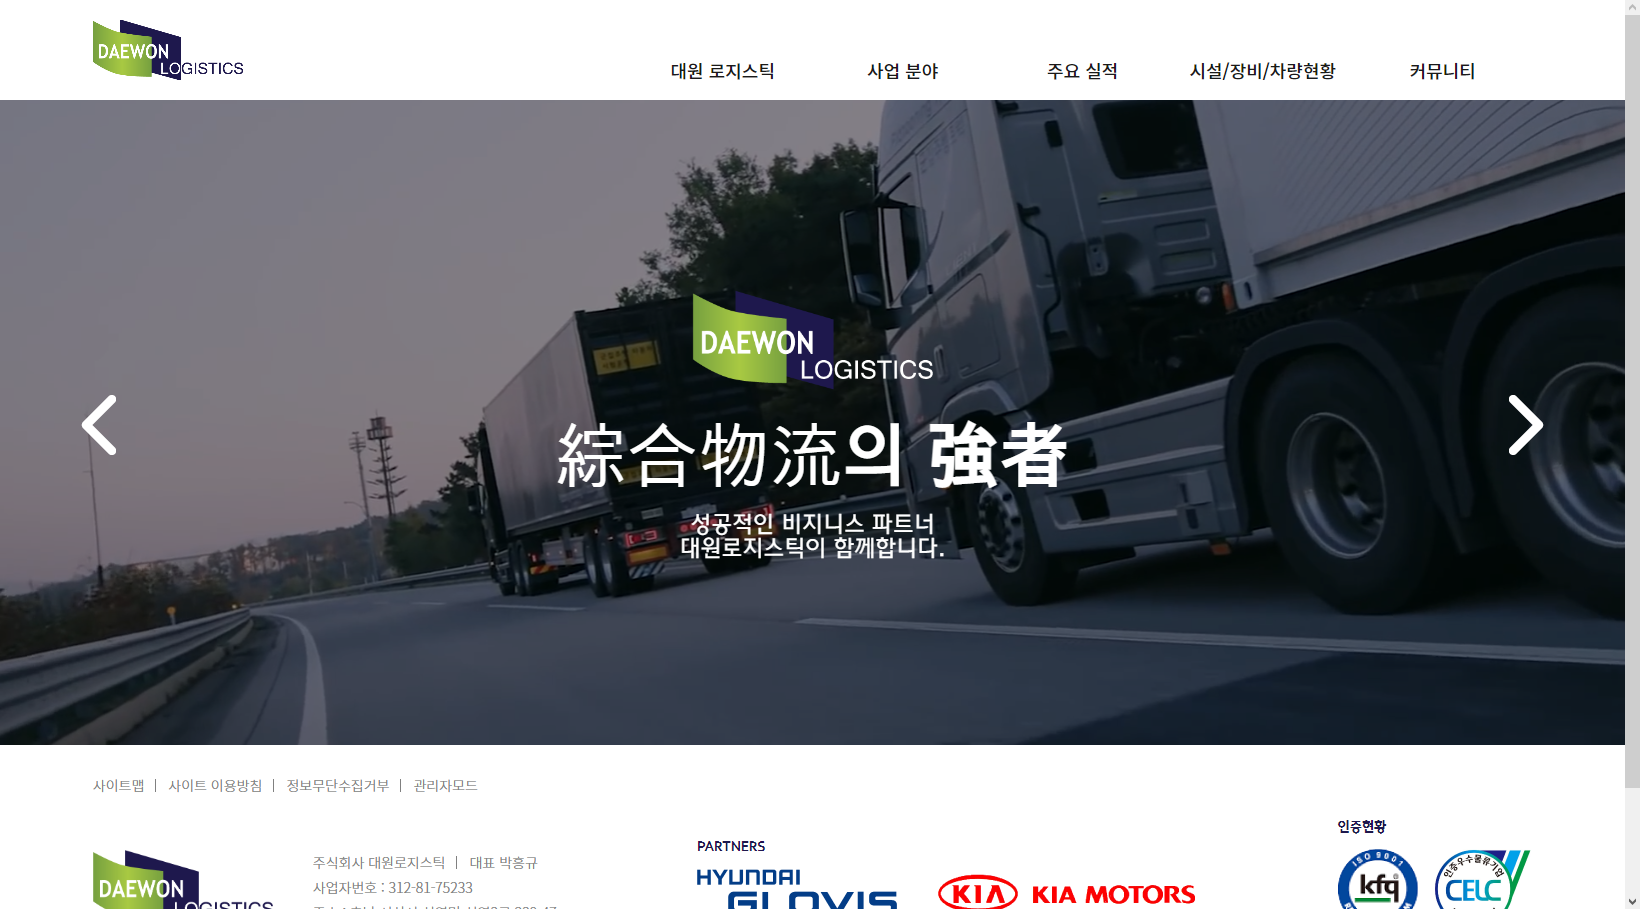 DAEWON
LOGISTICS
대원 로지스틱
사업 분야
주요 실적
시설/장비/차량현황
커뮤니티
DAEWON
LOGISTICS
綜合物流의 強者
성공적인 비지니스 파트너
대원로지스틱이 함께합니다.
사이트맵 | 사이트 이용방침 | 정보무단수집거부 | 관리자모드
DAEWON
LOGISTICS
주식회사 대원로지스틱 | 대표 박흥규
사업자번호 : 312-81-75233
PARTNERS
HYUNDAI
GLOVIS
KIA KIA MOTORS
인증현황
ISO 9001
kfq
인증우수물류기업
CELC